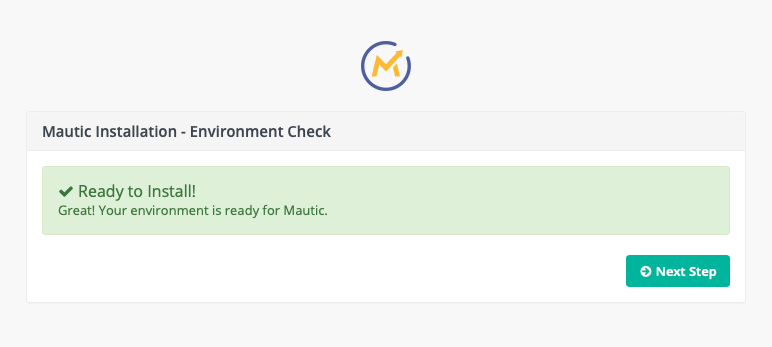 Mautic Installation - Environment Check
Ready to Install!
Great! Your environment is ready for Mautic.
Next Step